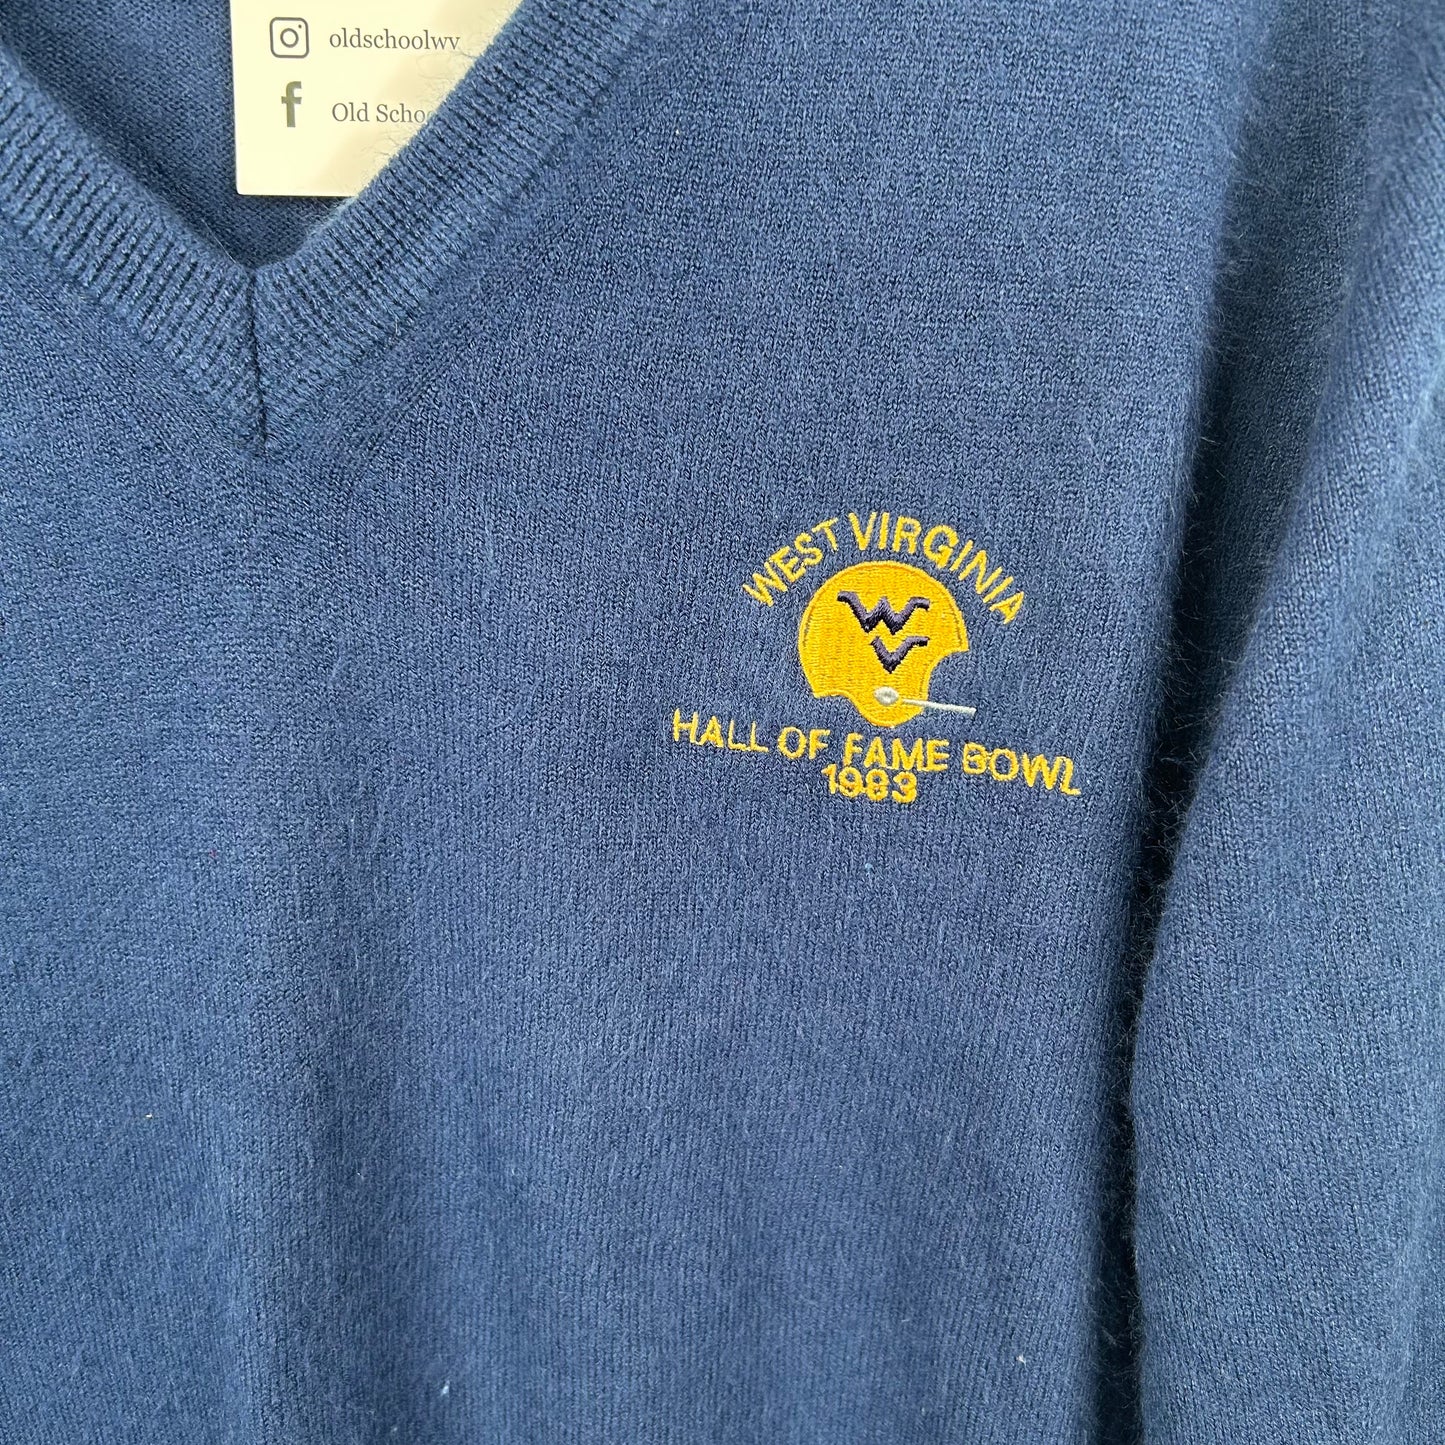 oldschoolwv
Old Schoo
WEST VIRGINIA
WV
HALL OF FAME BOWL
1983